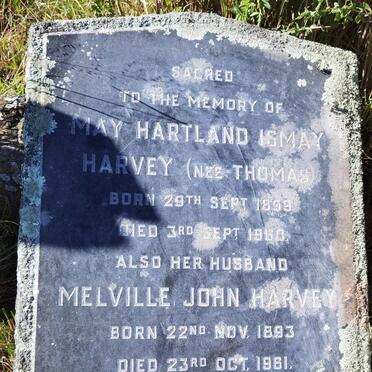 SACRED
TO THE MEMORY OF
MAY HARTLAND ISMAY
HARVEY (NEE THOMAS)
BORN 29TH SEPT 1899
DIED 3RD SEPT 1960.
ALSO HER HUSBAND
MELVILLE JOHN HARVEY
BORN 22ND NOV. 1893
DIED 23RD OCT. 1961.